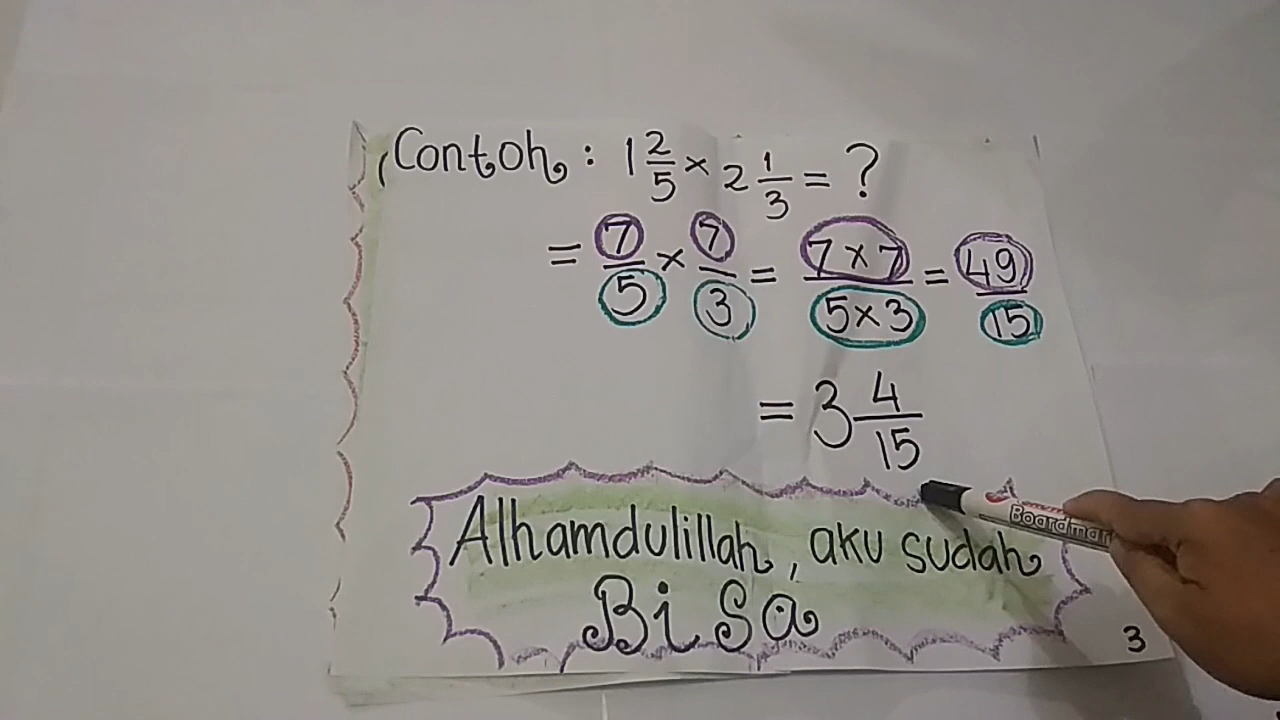 Contoh : 1 2/5 × 2 1/3 = ?
= 7/5 × 7/3 = 7 × 7/5 × 3 = 49/15
= 3 4/15
Alhamdulillah, aku sudah
Bisa
3
Boardmar